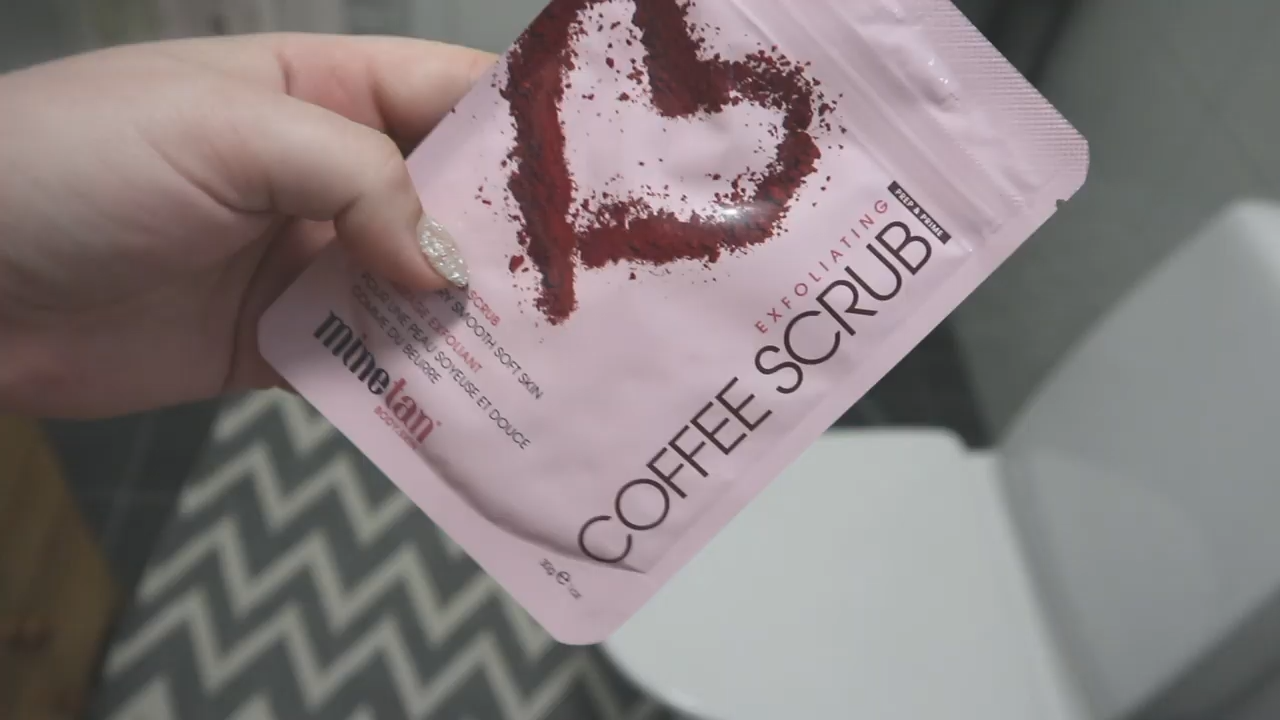 PREP & PRIME
EXFOLIATING
COFFEE SCRUB
SCRUB
SMOOTH SOFT SKIN
EXFOLIANT
POUR UNE PEAU SOYEUSE ET DOUCE
COMME DU BEURRE
minetan
BODY.SKIN
30g e 1oz